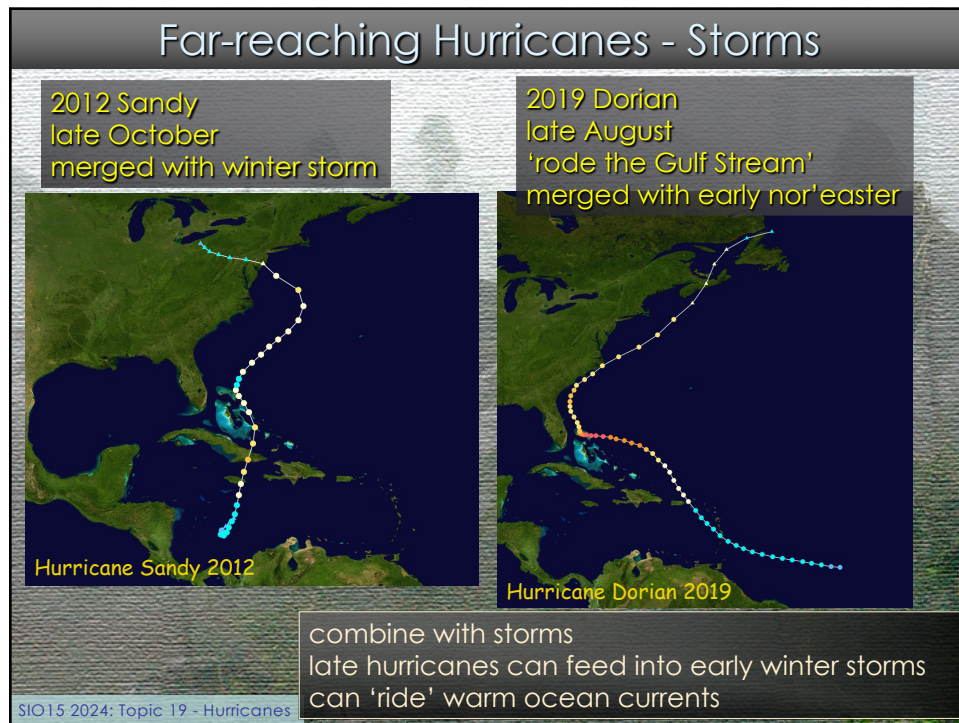 Far-reaching Hurricanes - Storms
2012 Sandy
late October
merged with winter storm
2019 Dorian
late August
‘rode the Gulf Stream’
merged with early nor’easter
Hurricane Sandy 2012
Hurricane Dorian 2019
combine with storms
late hurricanes can feed into early winter storms
can ‘ride’ warm ocean currents
SIO15 2024: Topic 19 - Hurricanes